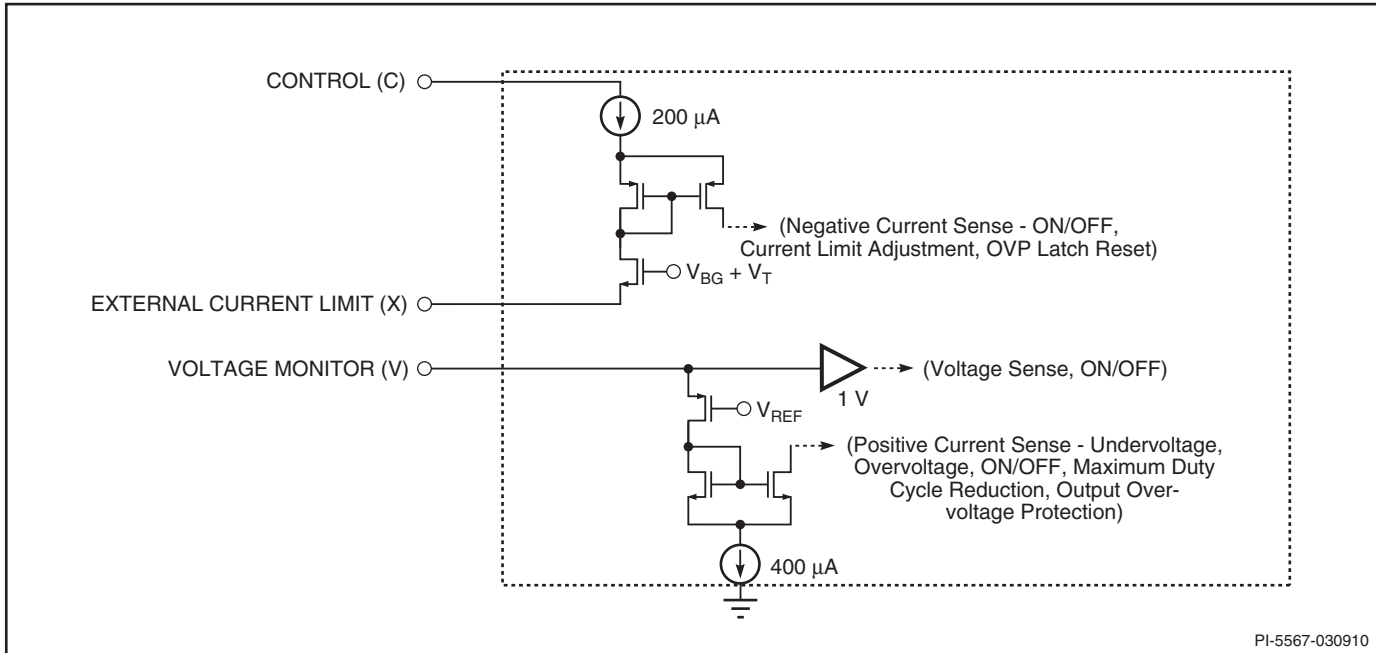 CONTROL (C)
200 μA
(Negative Current Sense - ON/OFF,
Current Limit Adjustment, OVP Latch Reset)
VBG + VT
EXTERNAL CURRENT LIMIT (X)
VOLTAGE MONITOR (V)
(Voltage Sense, ON/OFF)
1 V
VREF
(Positive Current Sense - Undervoltage,
Overvoltage, ON/OFF, Maximum Duty
Cycle Reduction, Output Over-
voltage Protection)
400 μA
PI-5567-030910